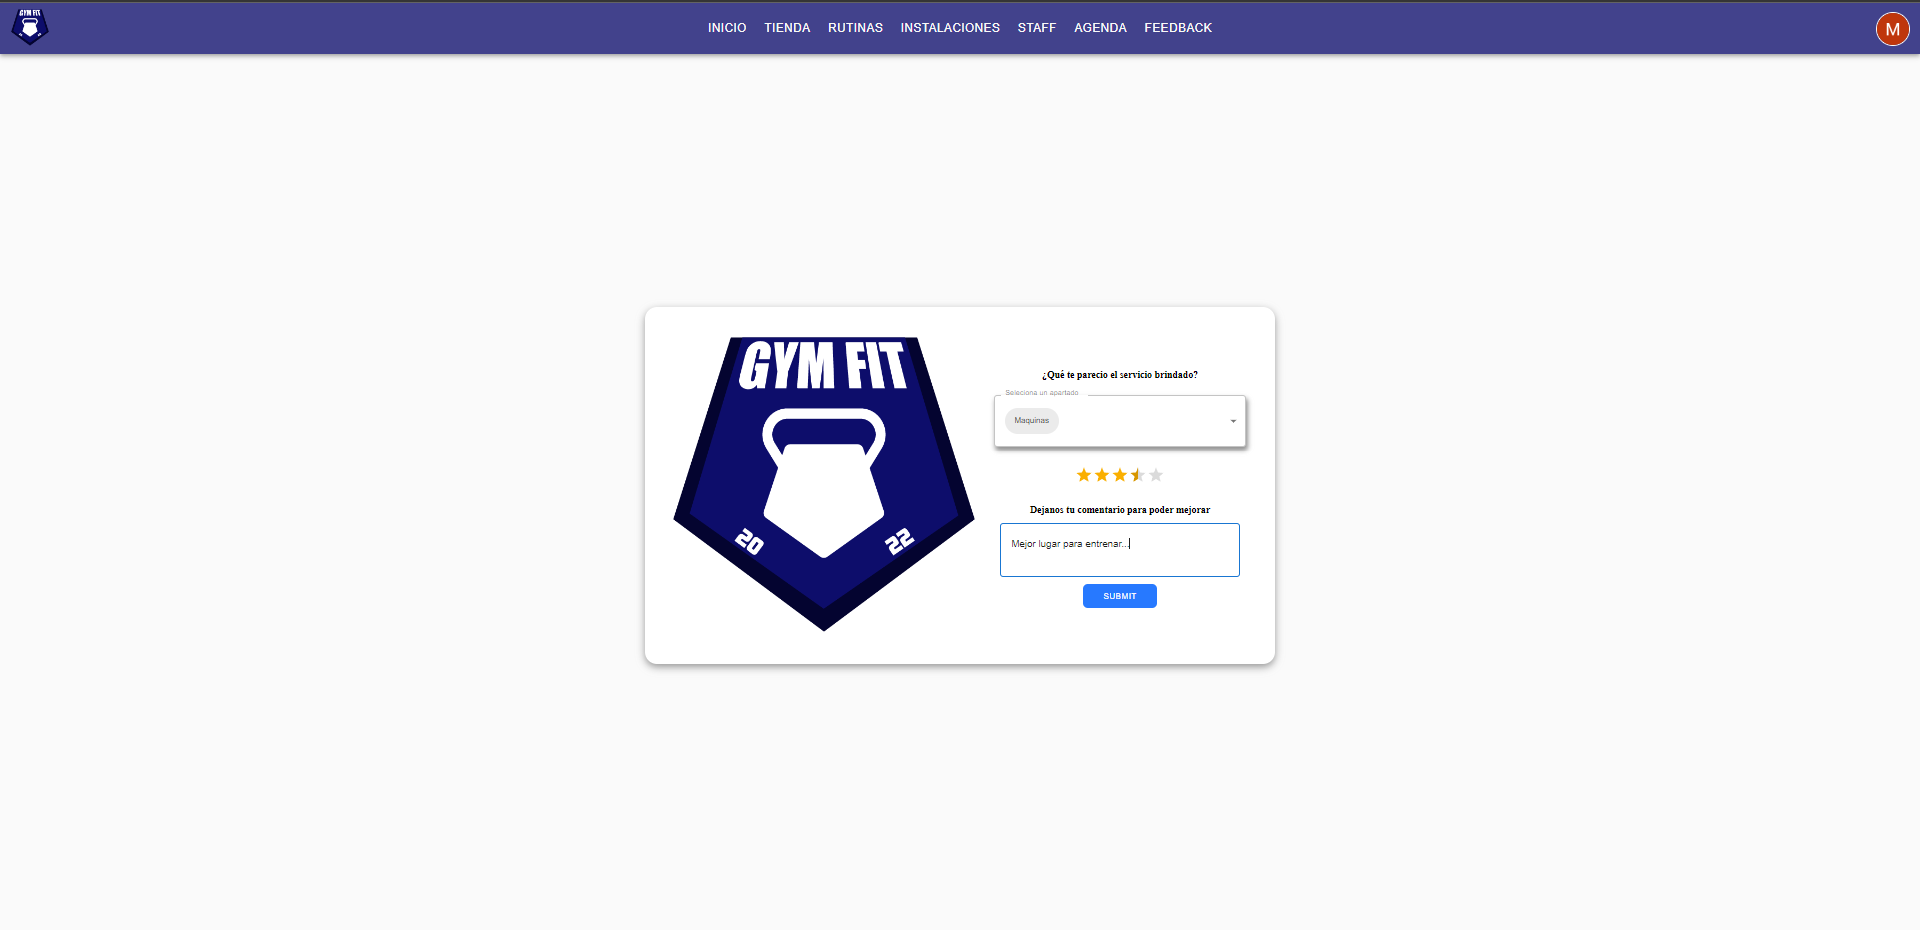 GYM FIT
INICIO TIENDA RUTINAS INSTALACIONES STAFF AGENDA FEEDBACK
M
GYM FIT
20 22
¿Qué te parecio el servicio brindado?
Seleciona un apartado
Maquinas
Dejanos tu comentario para poder mejorar
Mejor lugar para entrenar...
SUBMIT